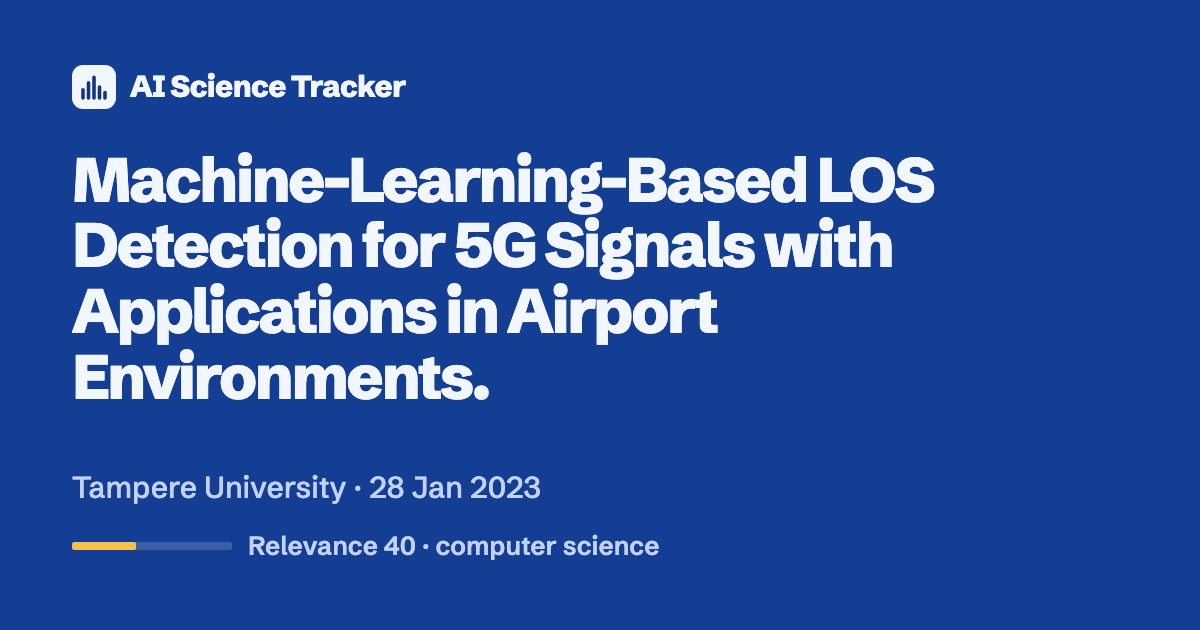 AI Science Tracker
Machine-Learning-Based LOS
Detection for 5G Signals with
Applications in Airport
Environments.
Tampere University · 28 Jan 2023
Relevance 40 · computer science